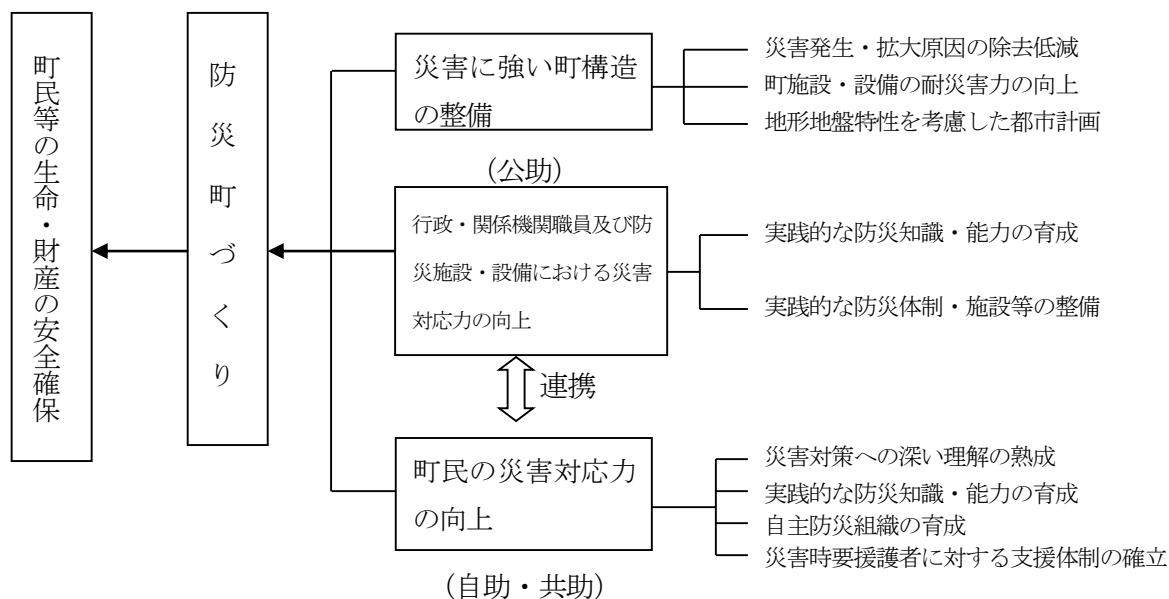 町民等の生命・財産の安全確保
防災町づくり
災害に強い町構造
の整備
災害発生・拡大原因の除去低減
町施設・設備の耐災害力の向上
地形地盤特性を考慮した都市計画
(公助)
行政・関係機関職員及び防
災施設・設備における災害
対応力の向上
実践的な防災知識・能力の育成
実践的な防災体制・施設等の整備
連携
町民の災害対応力
の向上
災害対策への深い理解の熟成
実践的な防災知識・能力の育成
自主防災組織の育成
災害時要援護者に対する支援体制の確立
(自助・共助)